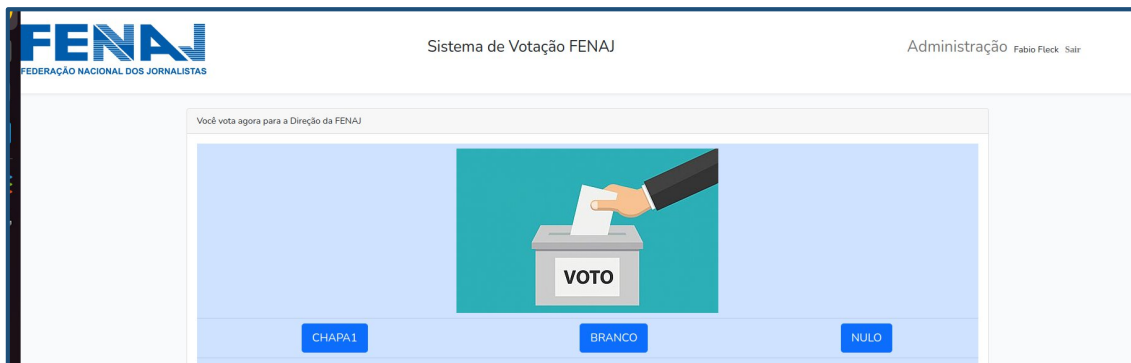 FENAJ
FEDERAÇÃO NACIONAL DOS JORNALISTAS
Sistema de Votação FENAJ
Administração Fabio Fleck Sair
Você vota agora para a Direção da FENAJ
VOTO
CHAPA1 BRANCO NULO